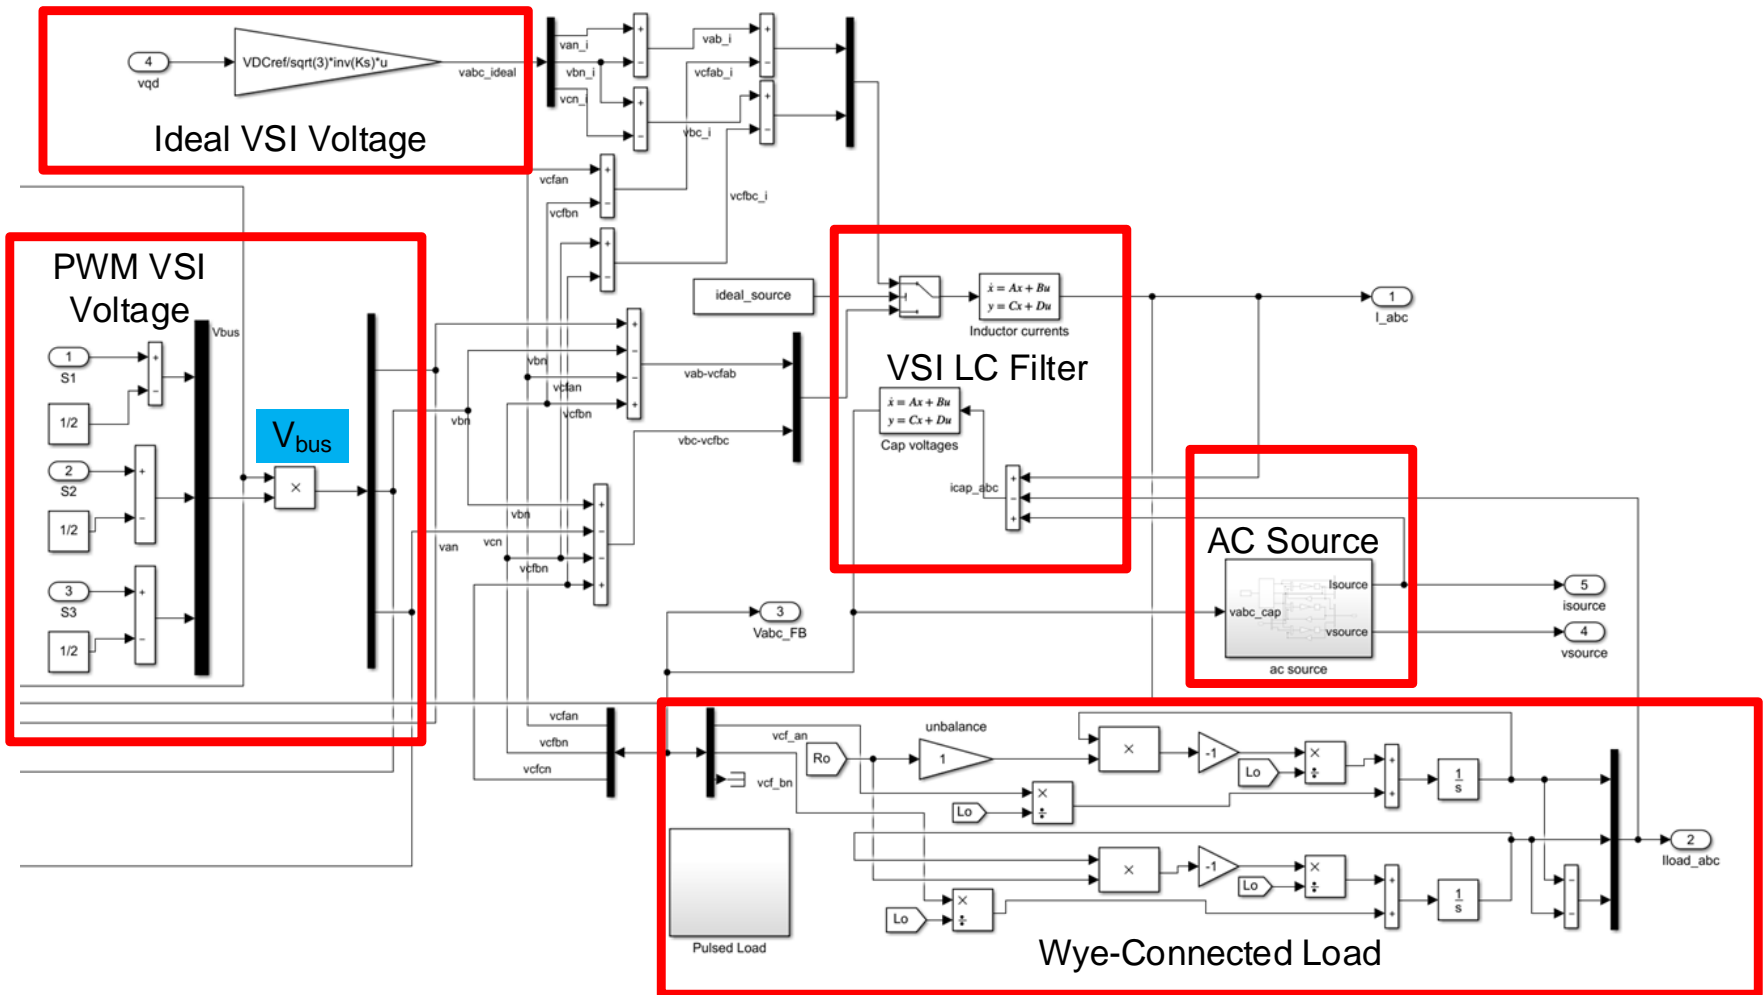 4
vqd
VDCref/sqrt(3)*inv(Ks)*u
vabc_ideal
Ideal VSI Voltage
van_i
vbn_i
vcn_i
+
−
+
−
vab_i
vcfab_i
vbc_i
+
−
+
−
vcfan
vcfbn
+
−
vcfbc_i
+
−
PWM VSI
Voltage
Vbus
1
S1
1/2
+
−
2
S2
1/2
+
−
3
S3
1/2
+
−
Vbus
×
vbn
van
vbn
vcfan
vcfbn
+
−
−
+
vab-vcfab
vbc-vcfbc
vbn
vcn
vcfbn
+
−
−
+
ideal_source
ẋ = Ax + Bu
y = Cx + Du
Inductor currents
VSI LC Filter
ẋ = Ax + Bu
y = Cx + Du
Cap voltages
icap_abc
+
−
+
1
I_abc
AC Source
vabc_cap
Isource
vsource
ac source
5
isource
4
vsource
3
Vabc_FB
vcfan
vcfbn
vcfcn
vcf_an
vcf_bn
Ro
unbalance
1
×
-1
×
÷
Lo
+
+
1
s
Lo
×
÷
×
-1
×
÷
Lo
+
+
1
s
Lo
×
÷
−
−
2
Iload_abc
Pulsed Load
Wye-Connected Load